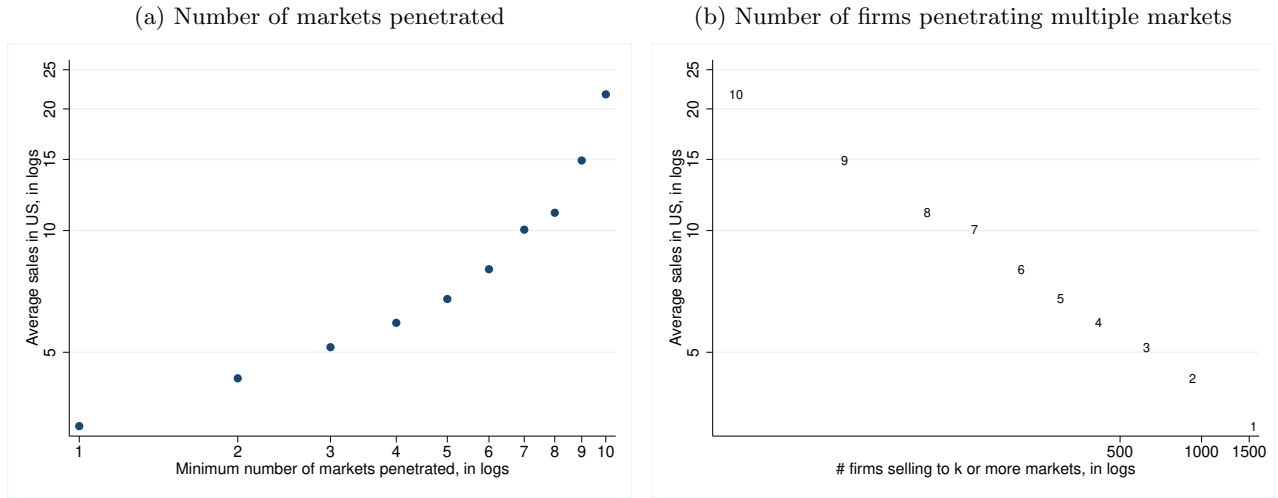 (a) Number of markets penetrated
25
20
15
10
5
Average sales in US, in logs
1 2 3 4 5 6 7 8 9 10
Minimum number of markets penetrated, in logs
(b) Number of firms penetrating multiple markets
25
20
15
10
5
Average sales in US, in logs
10
9
8
7
6
5
4
3
2
1
500 1000 1500
# firms selling to k or more markets, in logs